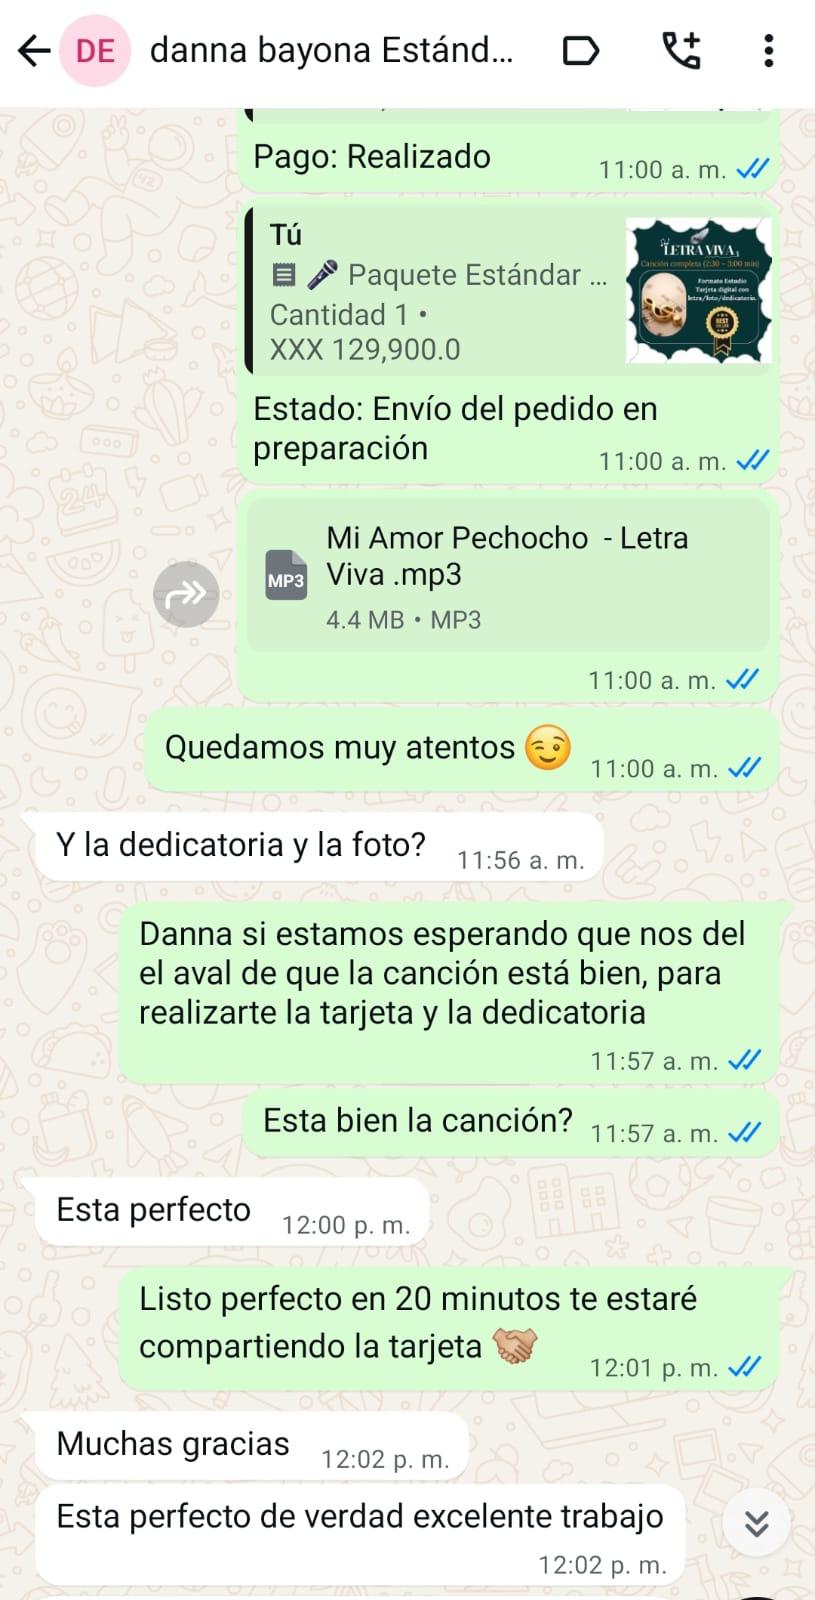 DE
danna bayona Estánd...
Pago: Realizado
11:00 a. m.
Tú
Paquete Estándar ...
Cantidad 1 •
XXX 129,900.0
LETRA VIVA
Canción completa (2:30 – 3:00 min)
Formato Estudio
Tarjeta digital con
letra/foto/dedicatoria.
BEST
SELLER
Estado: Envío del pedido en
preparación
11:00 a. m.
Mi Amor Pechocho - Letra
Viva .mp3
MP3
4.4 MB • MP3
11:00 a. m.
Quedamos muy atentos 😉
11:00 a. m.
Y la dedicatoria y la foto?
11:56 a. m.
Danna si estamos esperando que nos del
el aval de que la canción está bien, para
realizarte la tarjeta y la dedicatoria
11:57 a. m.
Esta bien la canción?
11:57 a. m.
Esta perfecto
12:00 p. m.
Listo perfecto en 20 minutos te estaré
compartiendo la tarjeta 🤝🏼
12:01 p. m.
Muchas gracias
12:02 p. m.
Esta perfecto de verdad excelente trabajo
12:02 p. m.